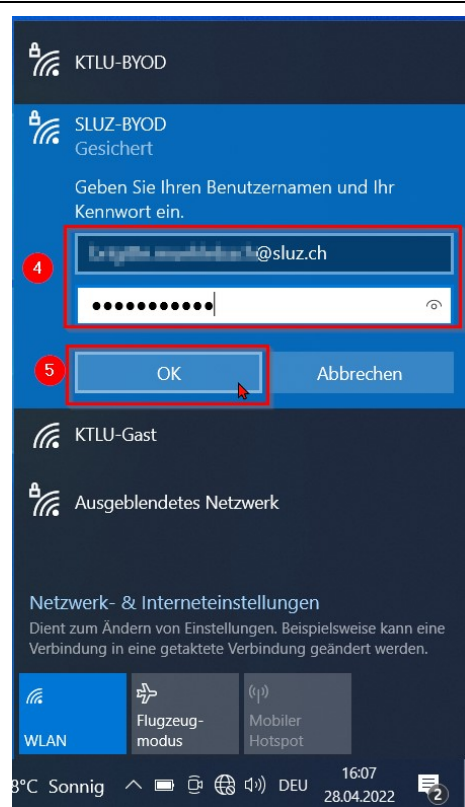 KTLU-BYOD
SLUZ-BYOD
Gesichert
Geben Sie Ihren Benutzernamen und Ihr
Kennwort ein.
4
@sluz.ch
●●●●●●●●●●●
5
OK
Abbrechen
KTLU-Gast
Ausgeblendetes Netzwerk
Netzwerk- & Interneteinstellungen
Dient zum Ändern von Einstellungen. Beispielsweise kann eine
Verbindung in eine getaktete Verbindung geändert werden.
WLAN
Flugzeug-
modus
Mobiler
Hotspot
8°C Sonnig
DEU
16:07
28.04.2022
2